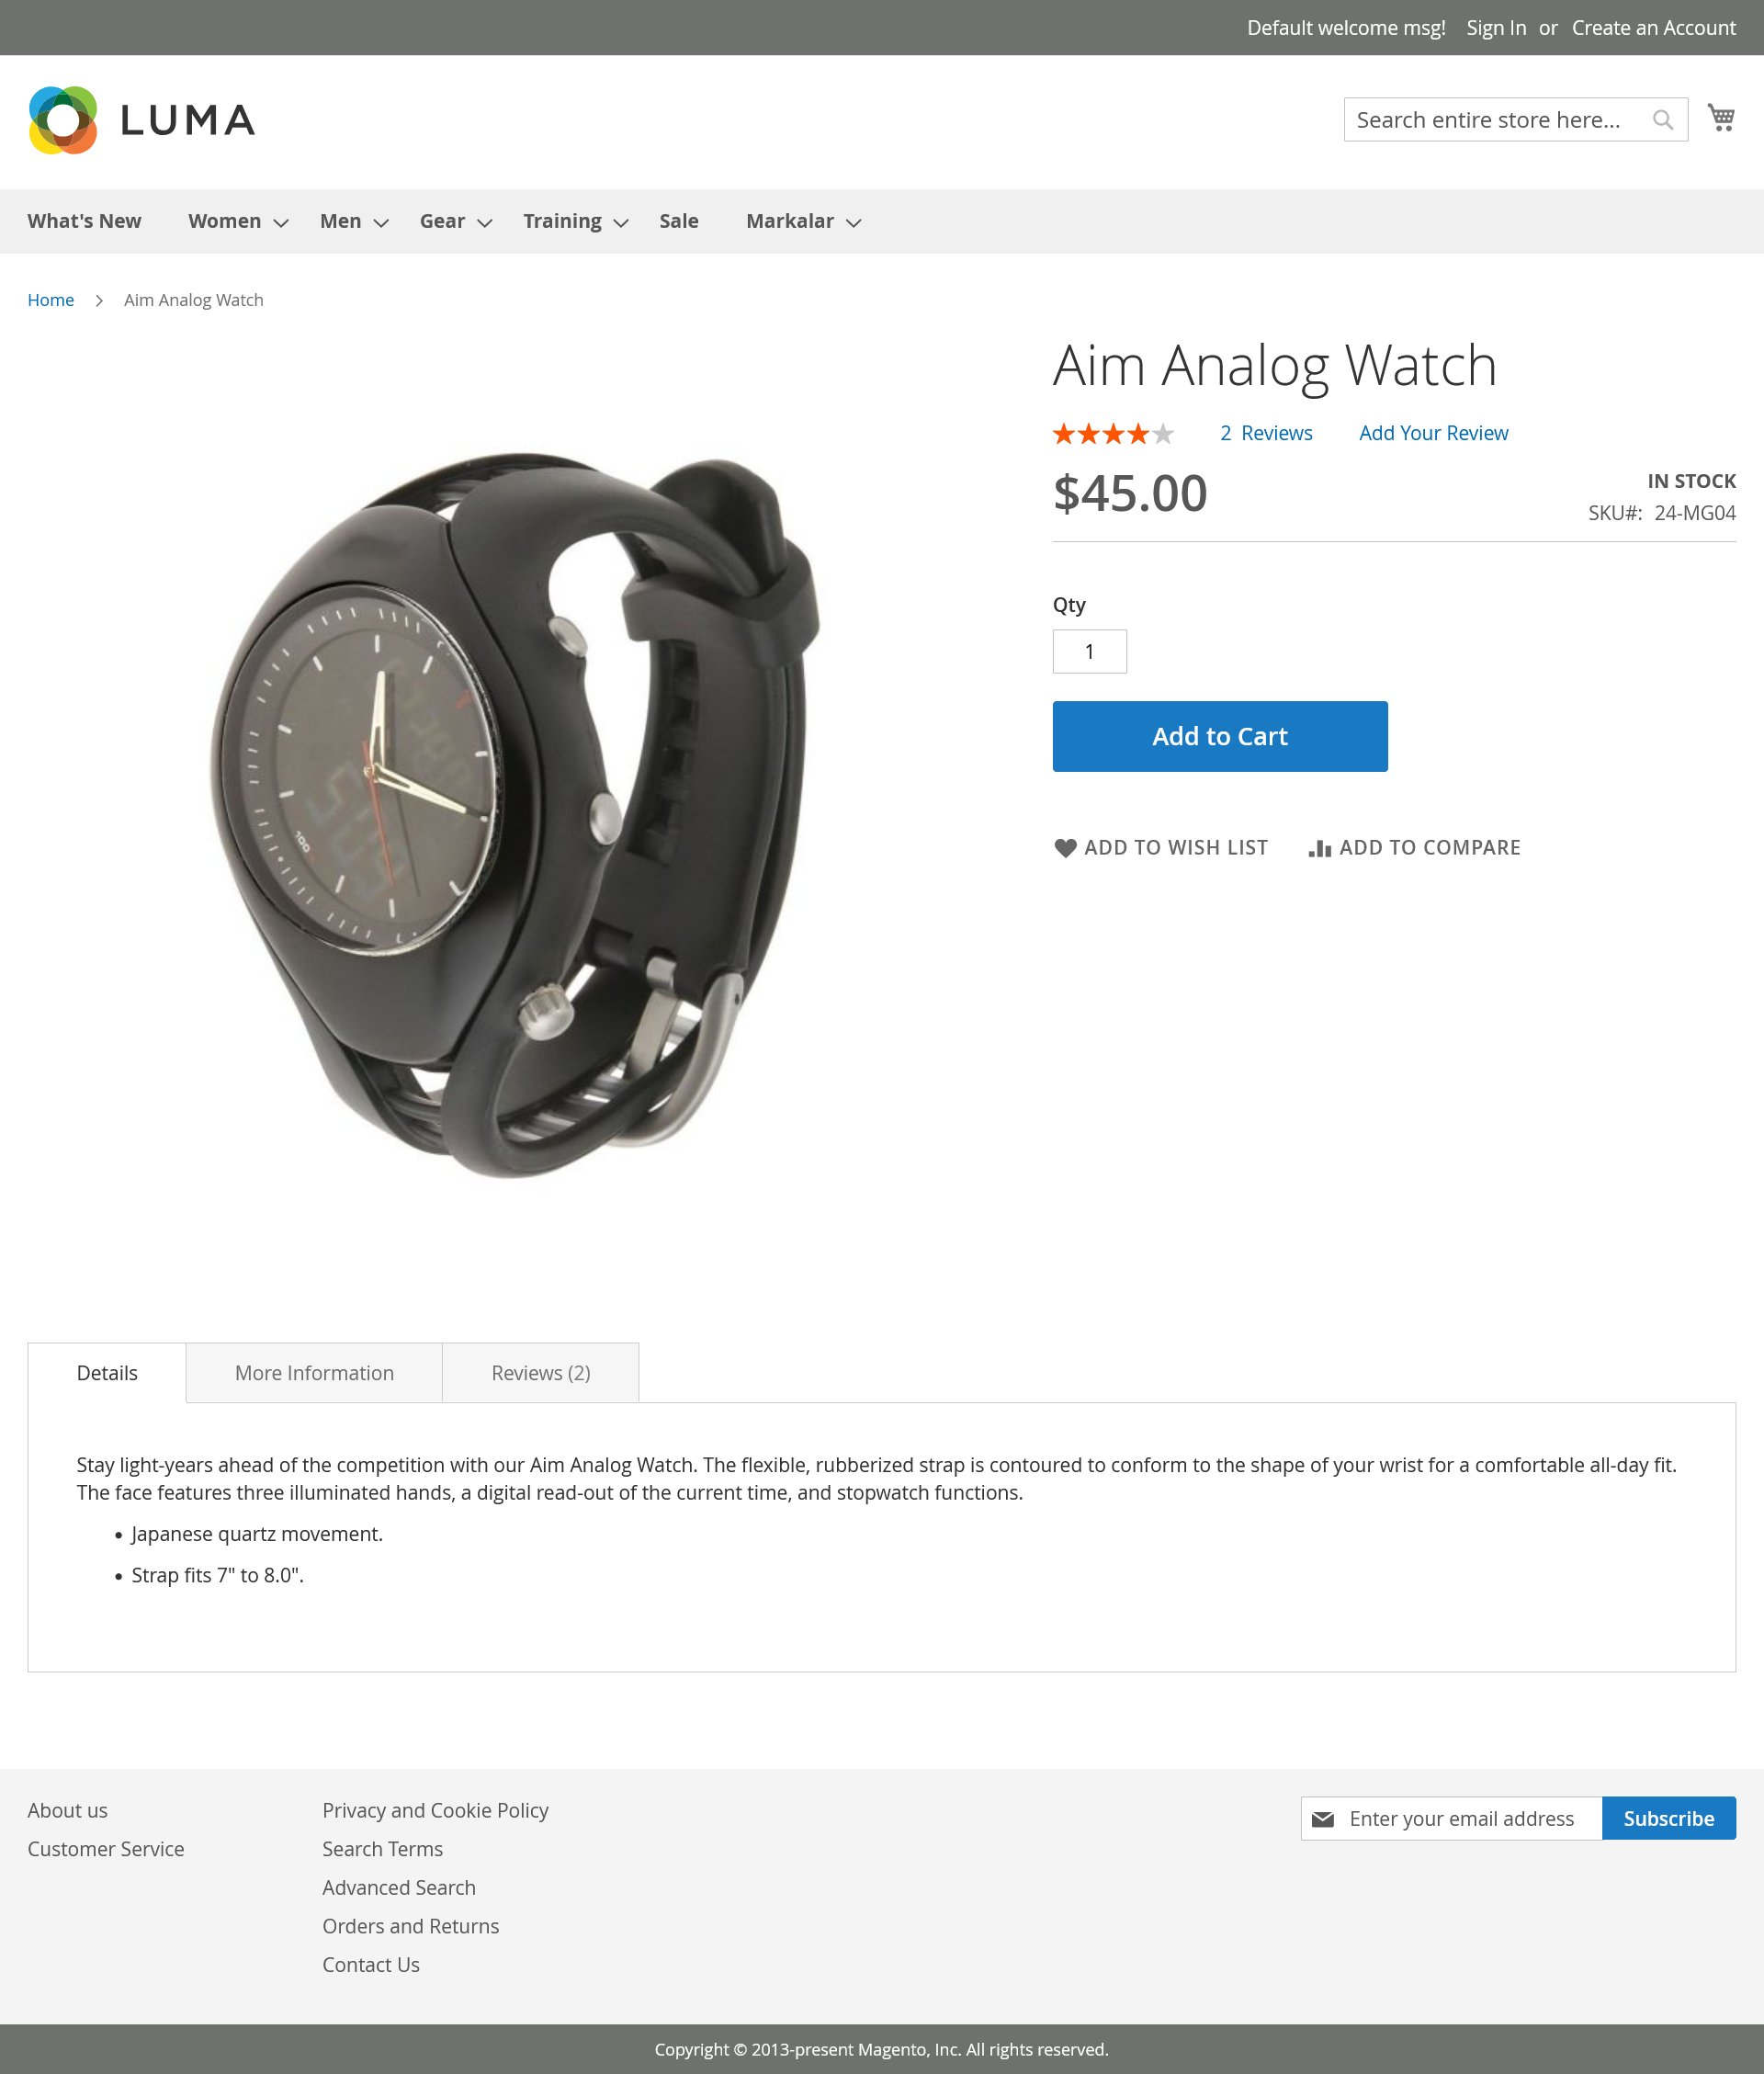 Default welcome msg! Sign In or Create an Account
LUMA
Search entire store here...
What's New Women Men Gear Training Sale Markalar
Home Aim Analog Watch
Aim Analog Watch
2 Reviews Add Your Review
$45.00
IN STOCK
SKU#: 24-MG04
Qty
1
Add to Cart
ADD TO WISH LIST ADD TO COMPARE
100
Details More Information Reviews (2)
Stay light-years ahead of the competition with our Aim Analog Watch. The flexible, rubberized strap is contoured to conform to the shape of your wrist for a comfortable all-day fit.
The face features three illuminated hands, a digital read-out of the current time, and stopwatch functions.
• Japanese quartz movement.
• Strap fits 7" to 8.0".
About us
Customer Service
Privacy and Cookie Policy
Search Terms
Advanced Search
Orders and Returns
Contact Us
Enter your email address Subscribe
Copyright © 2013-present Magento, Inc. All rights reserved.